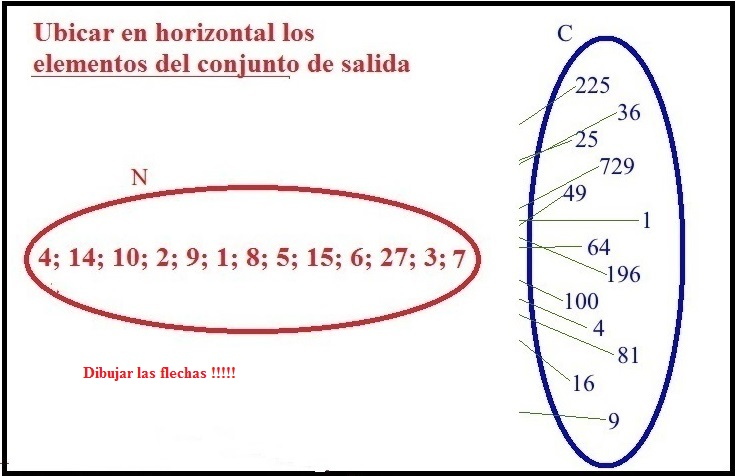 Ubicar en horizontal los
elementos del conjunto de salida
C
225
36
25
729
N
49
1
4; 14; 10; 2; 9; 1; 8; 5; 15; 6; 27; 3; 7
64
196
100
4
81
Dibujar las flechas !!!!!
16
9